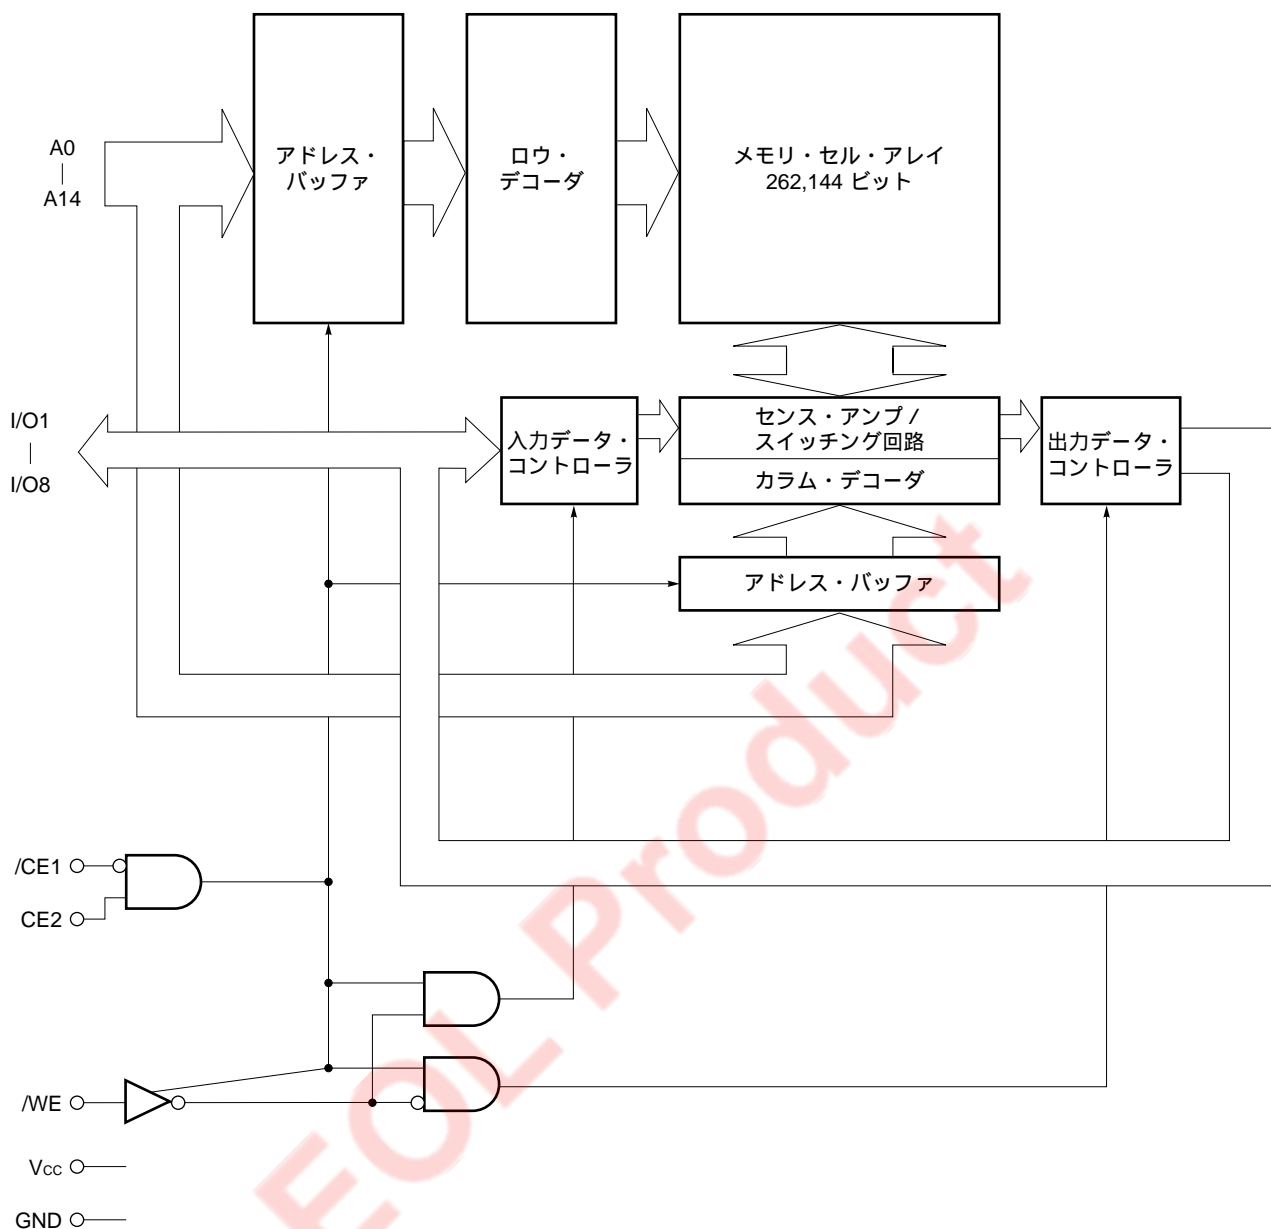 A0
A14
アドレス・
バッファ
ロウ・
デコーダ
メモリ・セル・アレイ
262,144 ビット
I/O1
I/O8
入力データ・
コントローラ
センス・アンプ /
スイッチング回路
カラム・デコーダ
出力データ・
コントローラ
アドレス・バッファ
/CE1
CE2
/WE
Vcc
GND
EOL Product